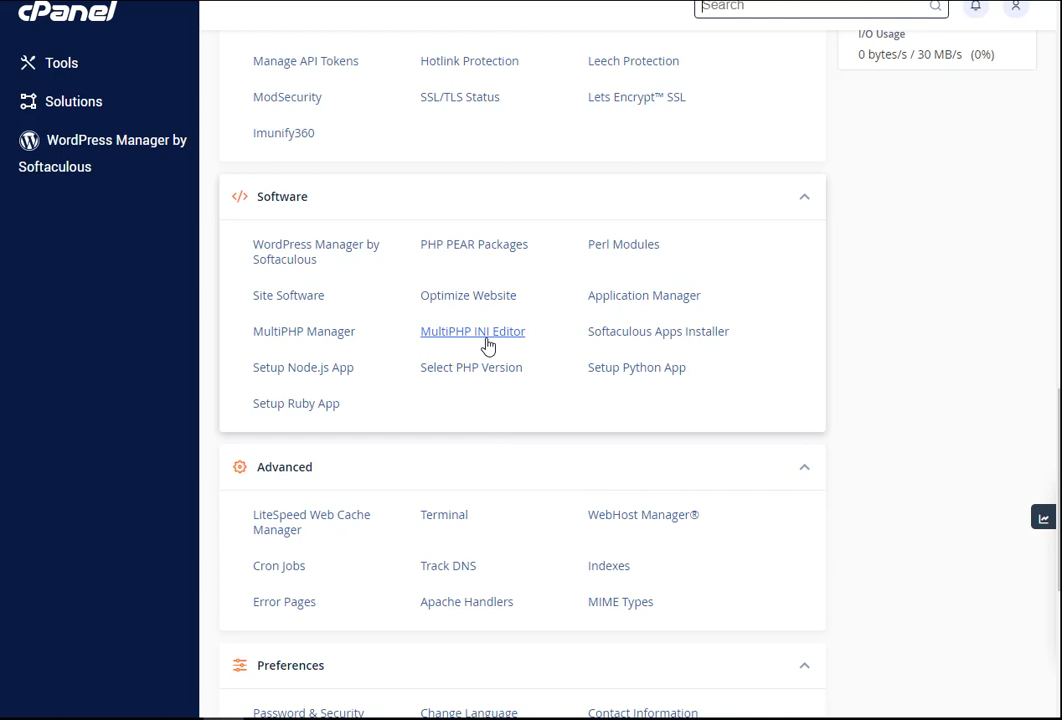 cPanel
Search
Tools
Solutions
WordPress Manager by
Softaculous
I/O Usage
0 bytes/s / 30 MB/s (0%)
Manage API Tokens
Hotlink Protection
Leech Protection
ModSecurity
SSL/TLS Status
Lets Encrypt™ SSL
Imunify360
Software
WordPress Manager by
Softaculous
PHP PEAR Packages
Perl Modules
Site Software
Optimize Website
Application Manager
MultiPHP Manager
MultiPHP INI Editor
Softaculous Apps Installer
Setup Node.js App
Select PHP Version
Setup Python App
Setup Ruby App
Advanced
LiteSpeed Web Cache
Manager
Terminal
WebHost Manager®
Cron Jobs
Track DNS
Indexes
Error Pages
Apache Handlers
MIME Types
Preferences
Password & Security
Change Language
Contact Information